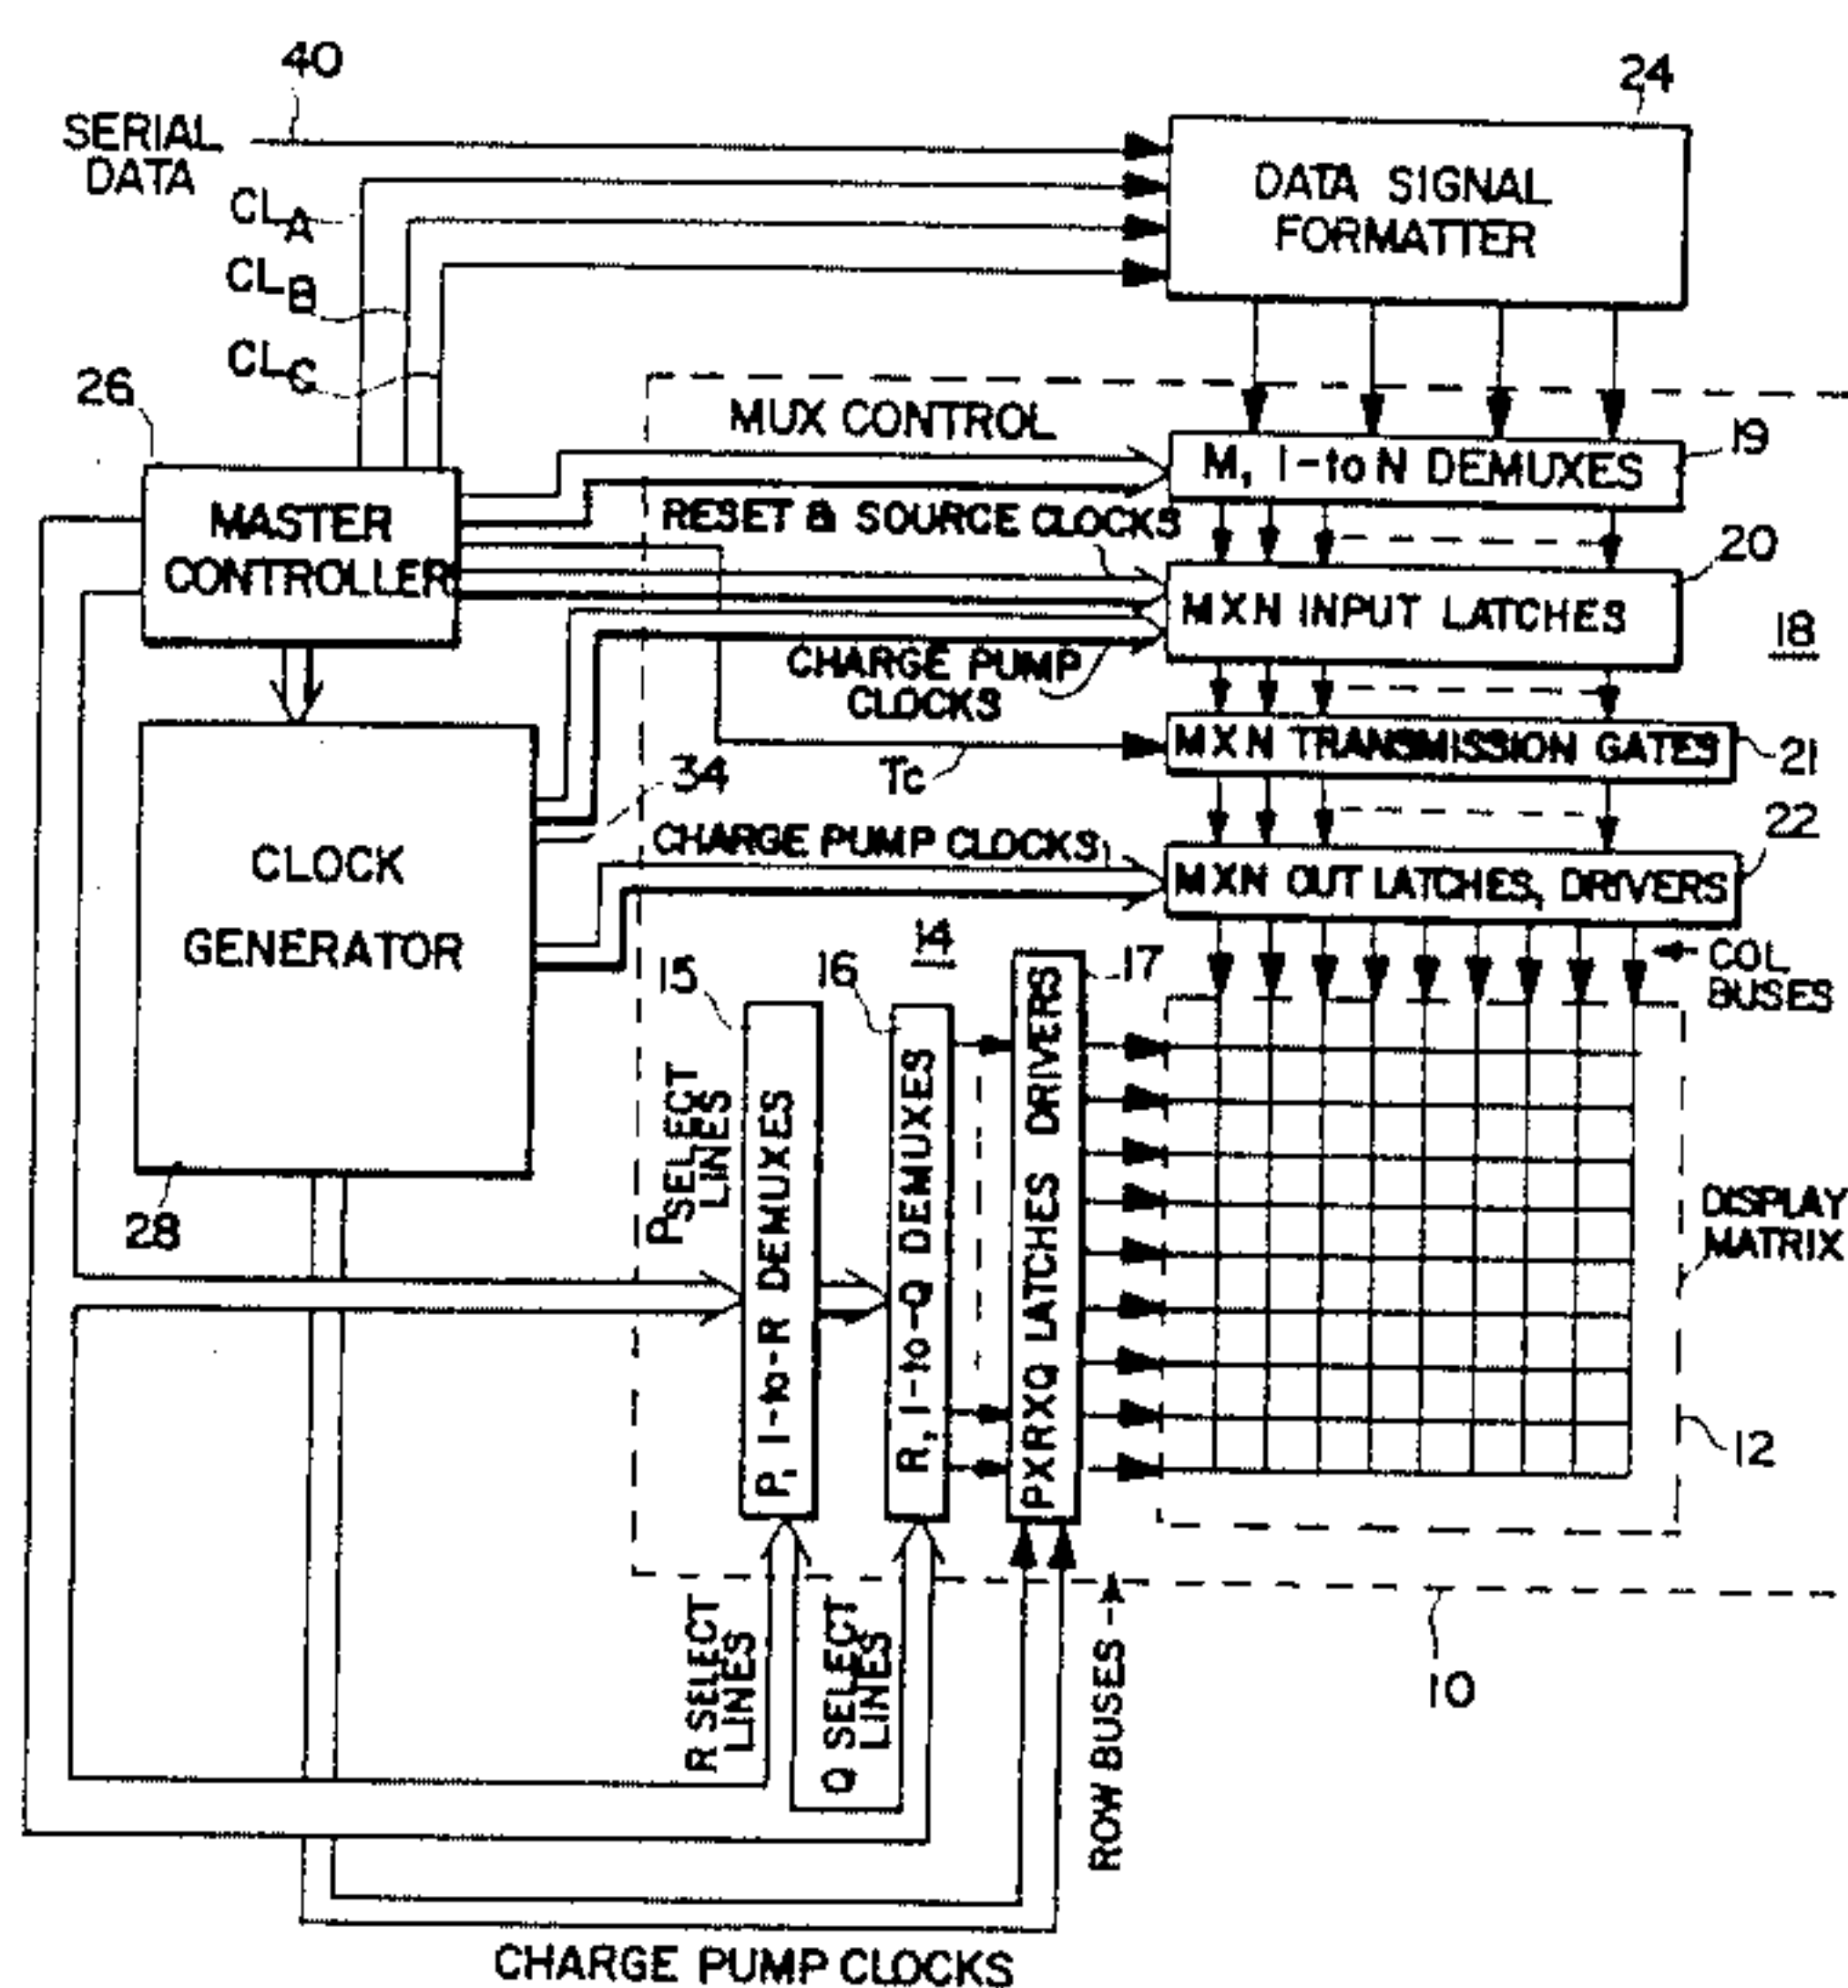 40
24
SERIAL
DATA
DATA SIGNAL
FORMATTER
CLA
CLB
CLC
26
MUX CONTROL
19
M, 1-to N DEMUXES
MASTER
CONTROLLER
RESET & SOURCE CLOCKS
20
MXN INPUT LATCHES
18
CHARGE PUMP
CLOCKS
MXN TRANSMISSION GATES
21
Tc
34
22
CLOCK
GENERATOR
CHARGE PUMP CLOCKS
MXN OUT LATCHES, DRIVERS
14
15
16
17
COL
BUSES
P SELECT
LINES
P, 1-to-R DEMUXES
R, 1-to-Q DEMUXES
PXRXQ LATCHES DRIVERS
28
DISPLAY
MATRIX
12
R SELECT
LINES
Q SELECT
LINES
ROW BUSES
10
CHARGE PUMP CLOCKS